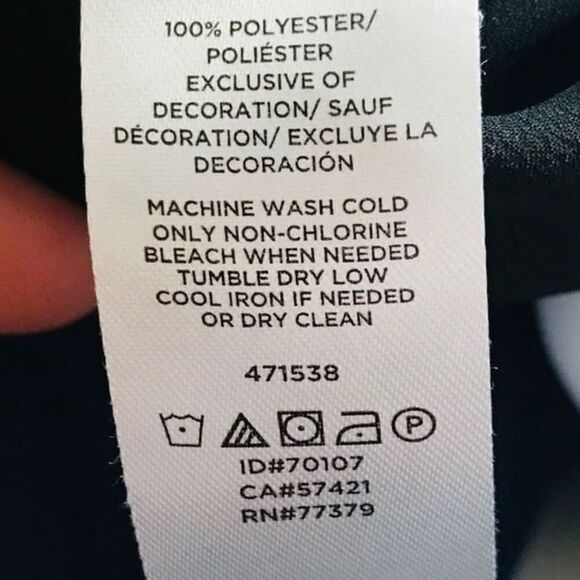 100% POLYESTER/
POLIÉSTER
EXCLUSIVE OF
DECORATION/ SAUF
DÉCORATION/ EXCLUYE LA
DECORACIÓN
MACHINE WASH COLD
ONLY NON-CHLORINE
BLEACH WHEN NEEDED
TUMBLE DRY LOW
COOL IRON IF NEEDED
OR DRY CLEAN
471538
P
ID#70107
CA#57421
RN#77379